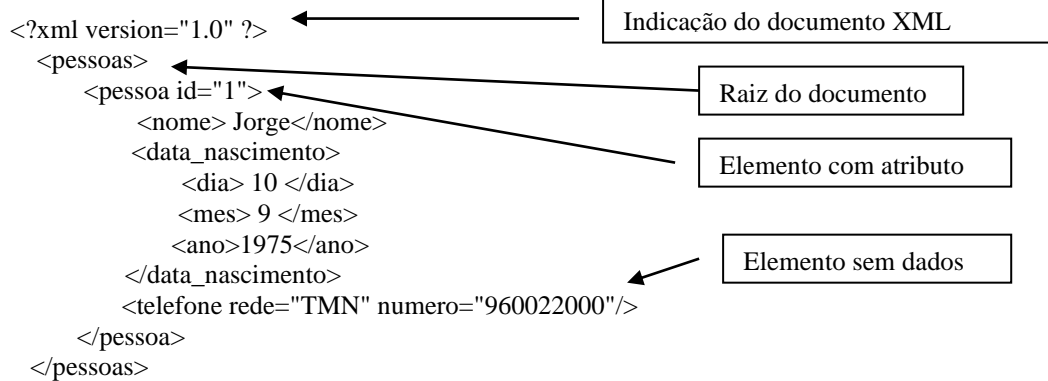 Indicação do documento XML
<?xml version="1.0" ?>
<pessoas>
Raiz do documento
<pessoa id="1">
<nome> Jorge</nome>
<data_nascimento>
Elemento com atributo
<dia> 10 </dia>
<mes> 9 </mes>
<ano>1975</ano>
Elemento sem dados
</data_nascimento>
<telefone rede="TMN" numero="960022000"/>
</pessoa>
</pessoas>